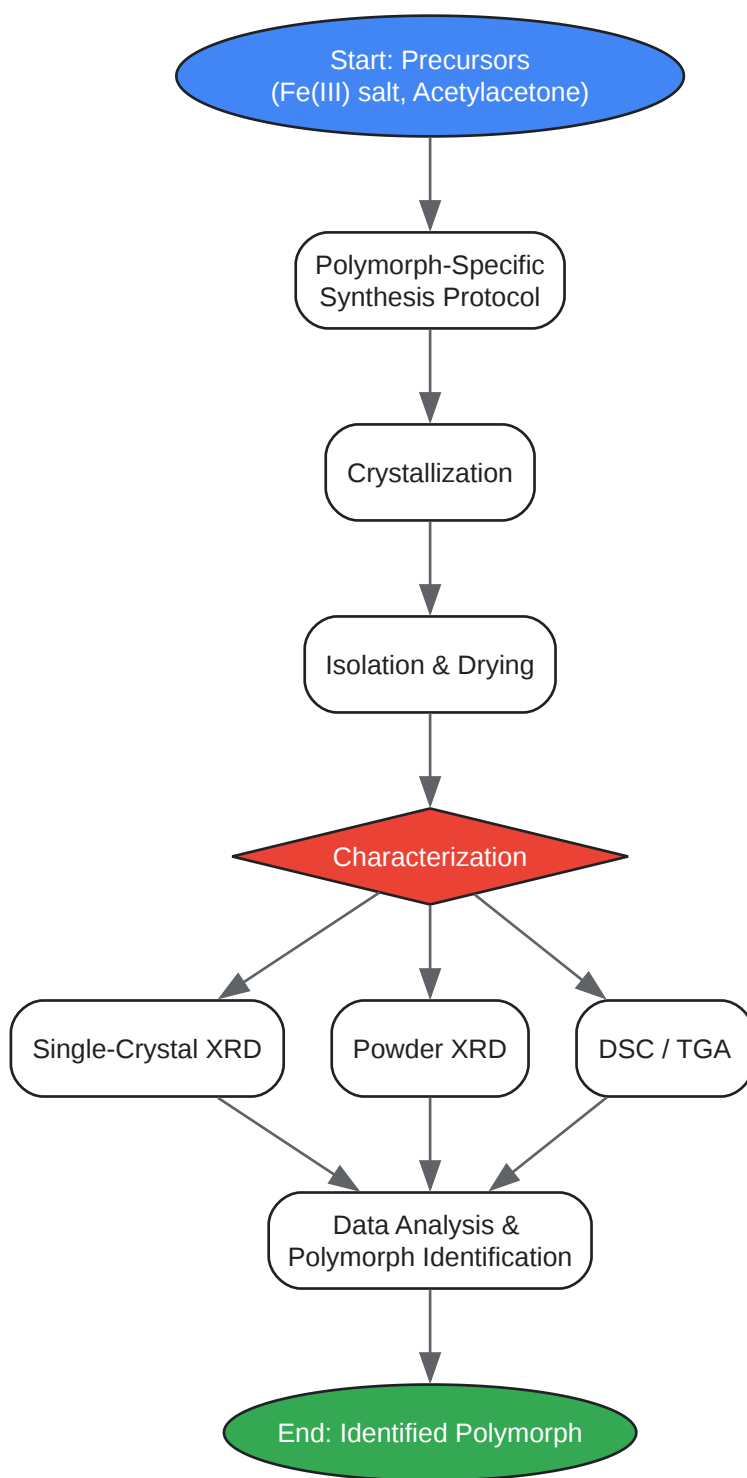 Start: Precursors
(Fe(III) salt, Acetylacetone)
Polymorph-Specific
Synthesis Protocol
Crystallization
Isolation & Drying
Characterization
Single-Crystal XRD
Powder XRD
DSC / TGA
Data Analysis &
Polymorph Identification
End: Identified Polymorph